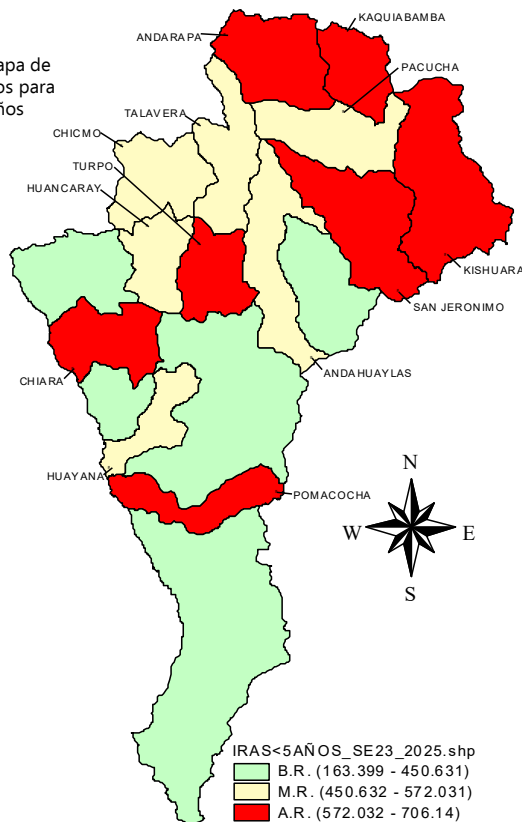 KAQUIABAMBA
ANDARAPA
apa de
os para
ños
PACUCHA
TALAVERA
CHICMO
TURPO
HUANCARAY
KISHUARA
SAN JERONIMO
ANDAHUAYLAS
CHIARA
HUAYANA
POMACOCHA
N
W E
S
IRAS<5AÑOS_SE23_2025.shp
B.R. (163.399 - 450.631)
M.R. (450.632 - 572.031)
A.R. (572.032 - 706.14)